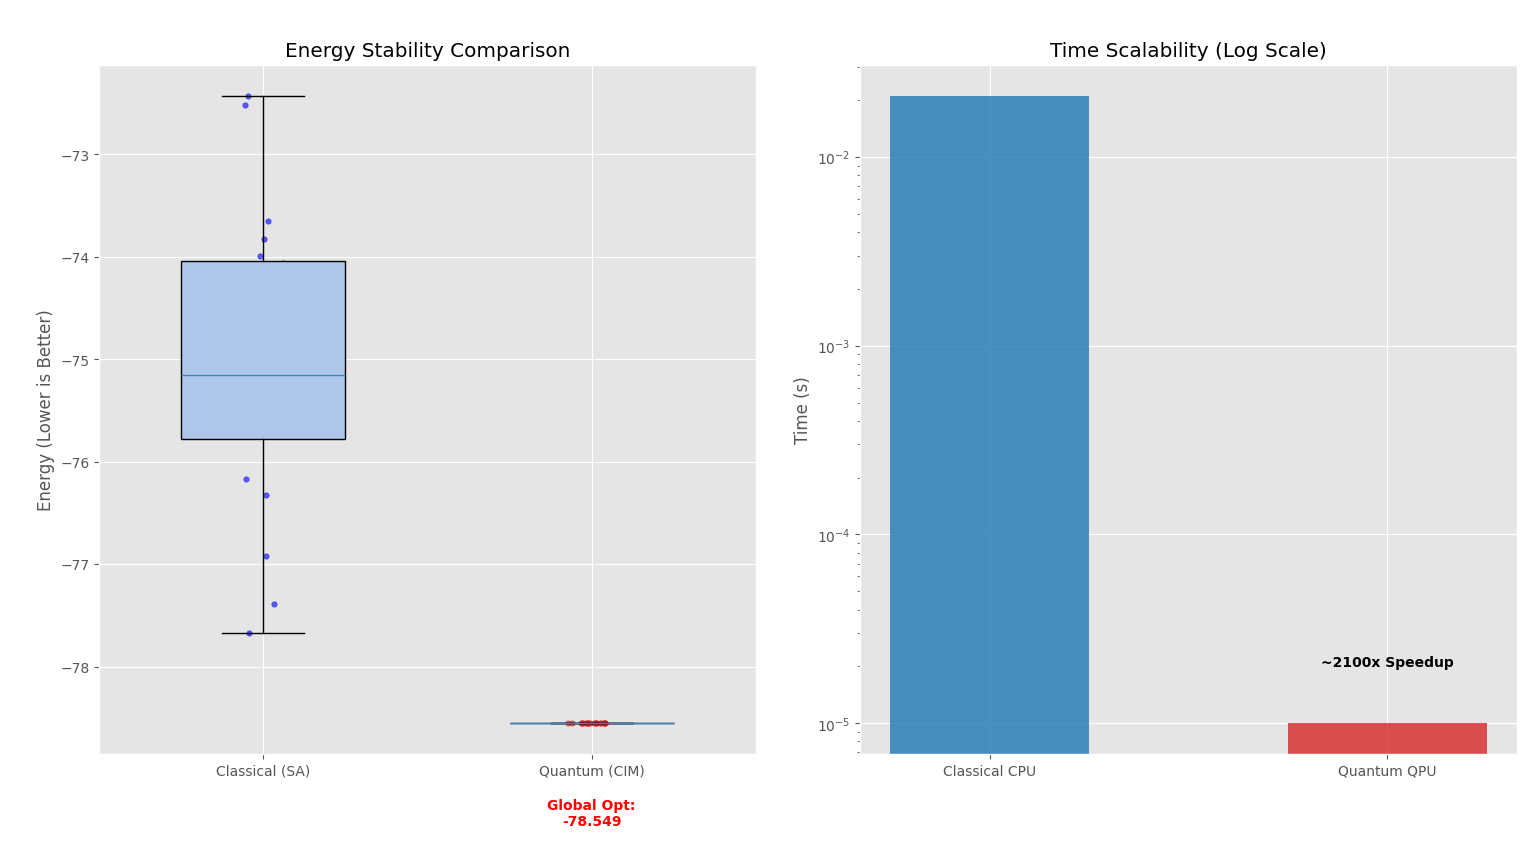 Energy Stability Comparison
Energy (Lower is Better)
−73
−74
−75
−76
−77
−78
Classical (SA)
Quantum (CIM)
Global Opt:
-78.549
Time Scalability (Log Scale)
Time (s)
10⁻²
10⁻³
10⁻⁴
10⁻⁵
~2100x Speedup
Classical CPU
Quantum QPU